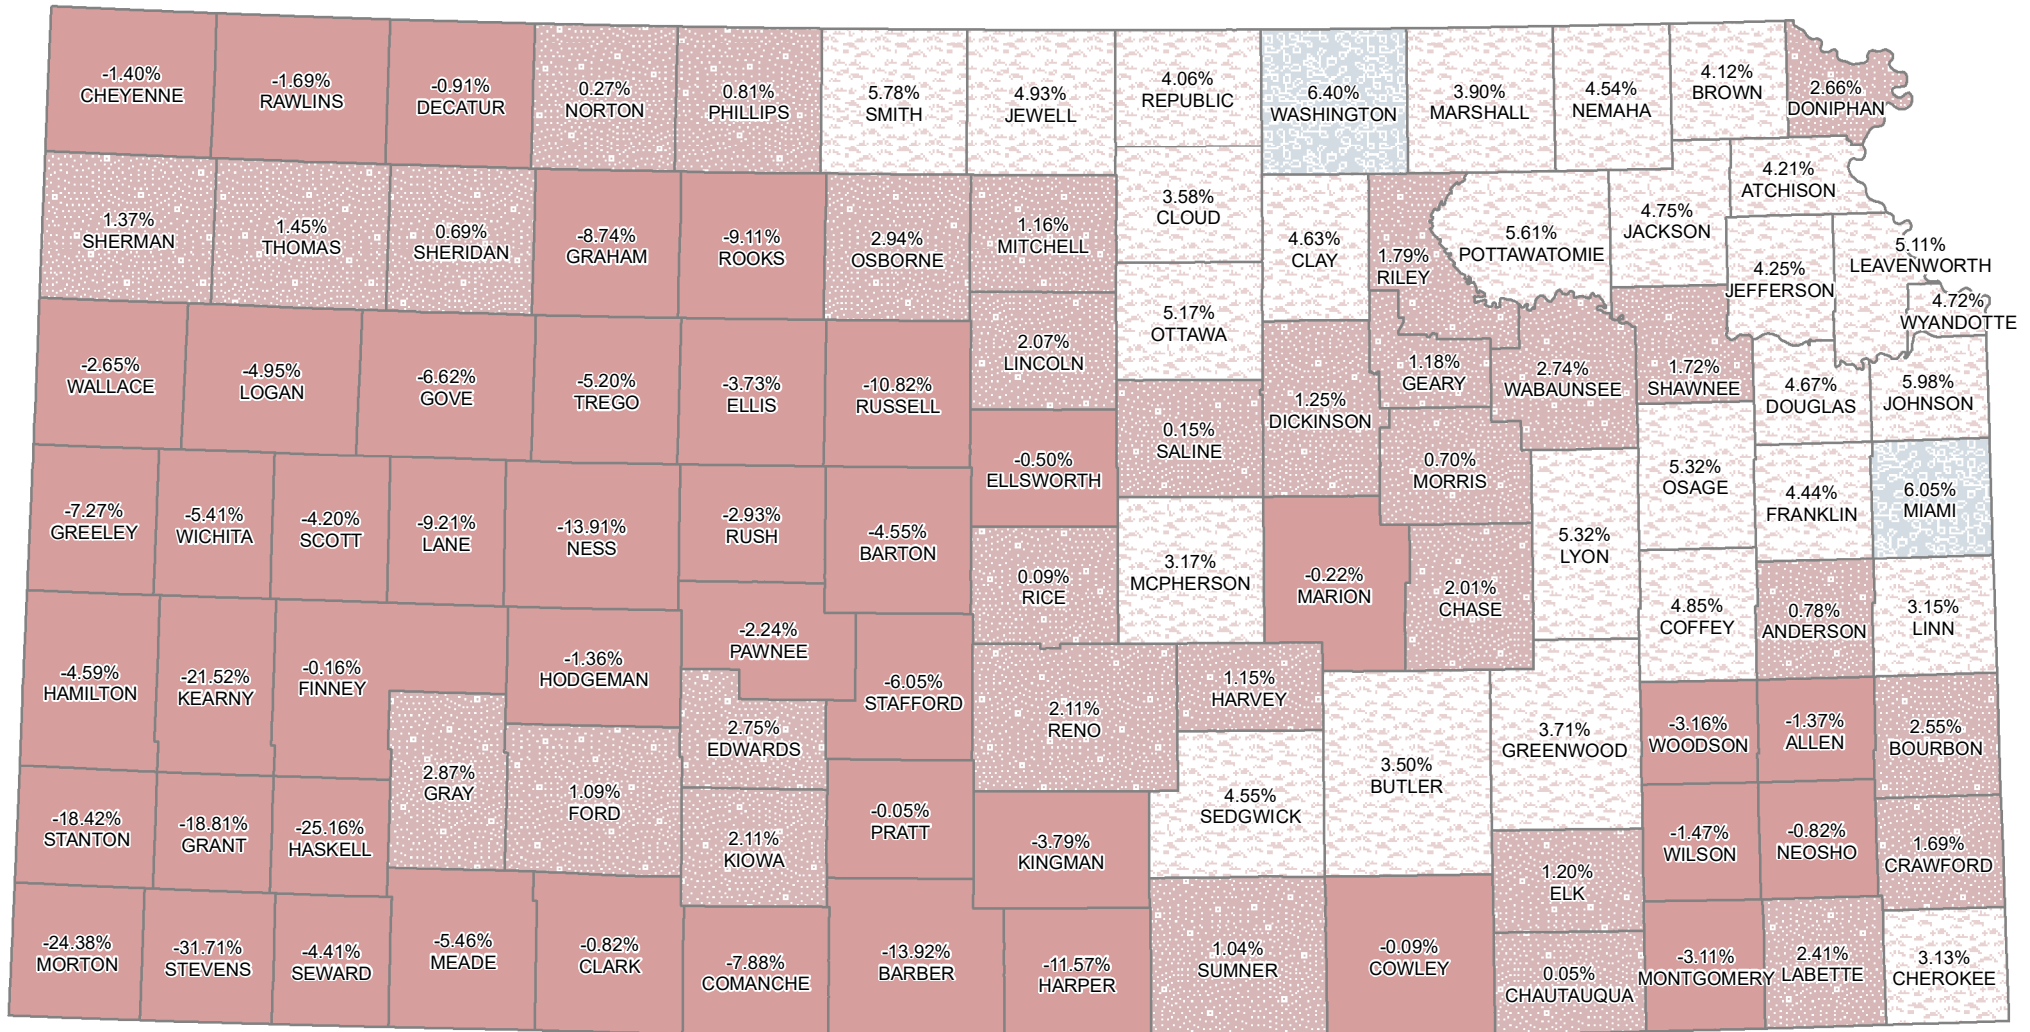 -1.40%
CHEYENNE
-1.69%
RAWLINS
-0.91%
DECATUR
0.27%
NORTON
0.81%
PHILLIPS
5.78%
SMITH
4.93%
JEWELL
4.06%
REPUBLIC
6.40%
WASHINGTON
3.90%
MARSHALL
4.54%
NEMAHA
4.12%
BROWN
2.66%
DONIPHAN
1.37%
SHERMAN
1.45%
THOMAS
0.69%
SHERIDAN
-8.74%
GRAHAM
-9.11%
ROOKS
2.94%
OSBORNE
1.16%
MITCHELL
3.58%
CLOUD
4.63%
CLAY
1.79%
RILEY
5.61%
POTTAWATOMIE
4.75%
JACKSON
4.21%
ATCHISON
4.25%
JEFFERSON
5.11%
LEAVENWORTH
4.72%
WYANDOTTE
-2.65%
WALLACE
-4.95%
LOGAN
-6.62%
GOVE
-5.20%
TREGO
-3.73%
ELLIS
-10.82%
RUSSELL
2.07%
LINCOLN
5.17%
OTTAWA
0.15%
SALINE
1.25%
DICKINSON
1.18%
GEARY
2.74%
WABAUNSEE
1.72%
SHAWNEE
4.67%
DOUGLAS
5.98%
JOHNSON
-7.27%
GREELEY
-5.41%
WICHITA
-4.20%
SCOTT
-9.21%
LANE
-13.91%
NESS
-2.93%
RUSH
-4.55%
BARTON
-0.50%
ELLSWORTH
0.09%
RICE
3.17%
MCPHERSON
-0.22%
MARION
0.70%
MORRIS
2.01%
CHASE
5.32%
LYON
5.32%
OSAGE
4.44%
FRANKLIN
6.05%
MIAMI
4.85%
COFFEY
0.78%
ANDERSON
3.15%
LINN
-4.59%
HAMILTON
-21.52%
KEARNY
-0.16%
FINNEY
-1.36%
HODGEMAN
-2.24%
PAWNEE
-6.05%
STAFFORD
2.75%
EDWARDS
2.11%
RENO
1.15%
HARVEY
3.50%
BUTLER
3.71%
GREENWOOD
-3.16%
WOODSON
-1.37%
ALLEN
2.55%
BOURBON
-18.42%
STANTON
-18.81%
GRANT
-25.16%
HASKELL
2.87%
GRAY
1.09%
FORD
2.11%
KIOWA
-0.05%
PRATT
-3.79%
KINGMAN
4.55%
SEDGWICK
1.20%
ELK
-1.47%
WILSON
-0.82%
NEOSHO
1.69%
CRAWFORD
-24.38%
MORTON
-31.71%
STEVENS
-4.41%
SEWARD
-5.46%
MEADE
-0.82%
CLARK
-7.88%
COMANCHE
-13.92%
BARBER
-11.57%
HARPER
1.04%
SUMNER
-0.09%
COWLEY
0.05%
CHAUTAUQUA
-3.11%
MONTGOMERY
2.41%
LABETTE
3.13%
CHEROKEE